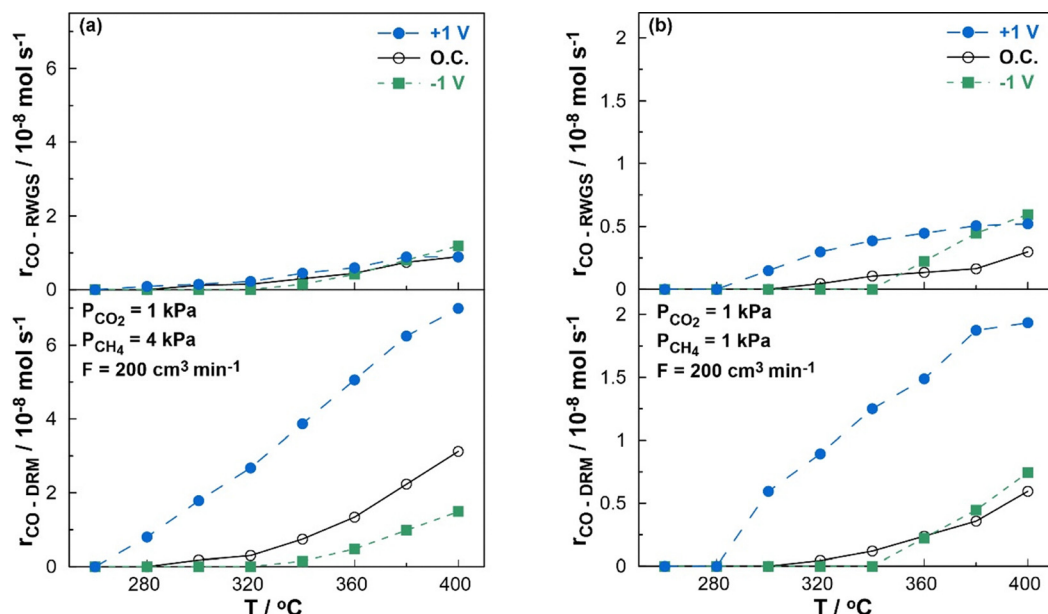 (a)
+1 V
O.C.
-1 V
6
4
2
0
r_CO - RWGS / 10⁻⁸ mol s⁻¹
P_CO₂ = 1 kPa
P_CH₄ = 4 kPa
F = 200 cm³ min⁻¹
6
4
2
0
r_CO - DRM / 10⁻⁸ mol s⁻¹
280 320 360 400
T / °C
(b)
+1 V
O.C.
-1 V
2
1.5
1
0.5
0
r_CO - RWGS / 10⁻⁸ mol s⁻¹
P_CO₂ = 1 kPa
P_CH₄ = 1 kPa
F = 200 cm³ min⁻¹
2
1.5
1
0.5
0
r_CO - DRM / 10⁻⁸ mol s⁻¹
280 320 360 400
T / °C